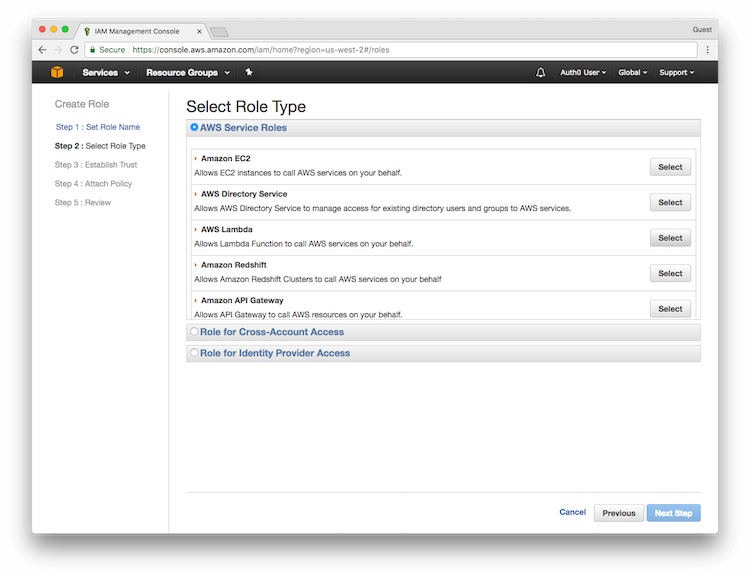 IAM Management Console
Guest
Secure https://console.aws.amazon.com/iam/home?region=us-west-2#/roles
Services Resource Groups Auth0 User Global Support
Create Role
Step 1 : Set Role Name
Step 2 : Select Role Type
Step 3 : Establish Trust
Step 4 : Attach Policy
Step 5 : Review
Select Role Type
AWS Service Roles
Amazon EC2
Allows EC2 instances to call AWS services on your behalf.
Select
AWS Directory Service
Allows AWS Directory Service to manage access for existing directory users and groups to AWS services.
Select
AWS Lambda
Allows Lambda Function to call AWS services on your behalf.
Select
Amazon Redshift
Allows Amazon Redshift Clusters to call AWS services on your behalf
Select
Amazon API Gateway
Allows API Gateway to call AWS resources on your behalf.
Select
Role for Cross-Account Access
Role for Identity Provider Access
Cancel Previous Next Step